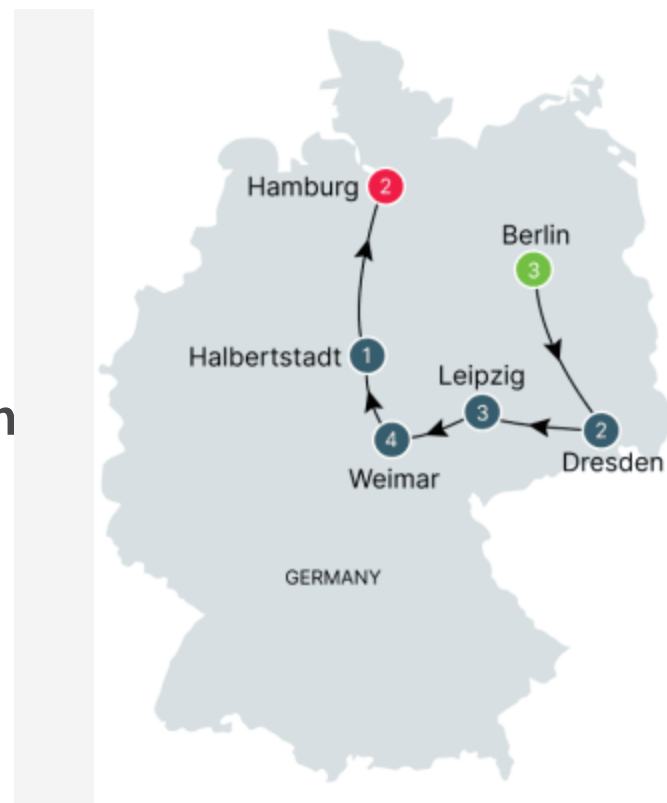 Hamburg 2
Berlin
3
Halbertstadt 1
Leipzig
3
4
2
Dresden
Weimar
GERMANY
n